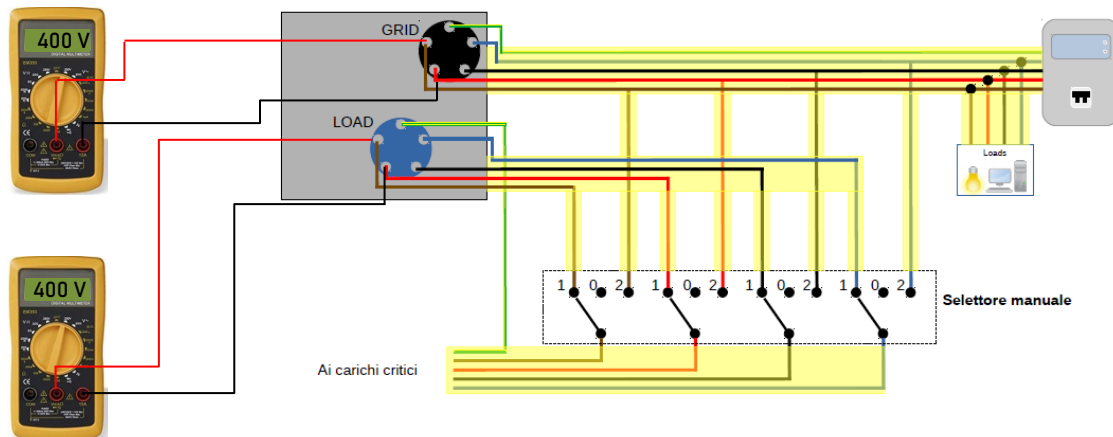 400 V
GRID
LOAD
Loads
1 0 2 1 0 2 1 0 2 1 0 2
Selettore manuale
400 V
Ai carichi critici